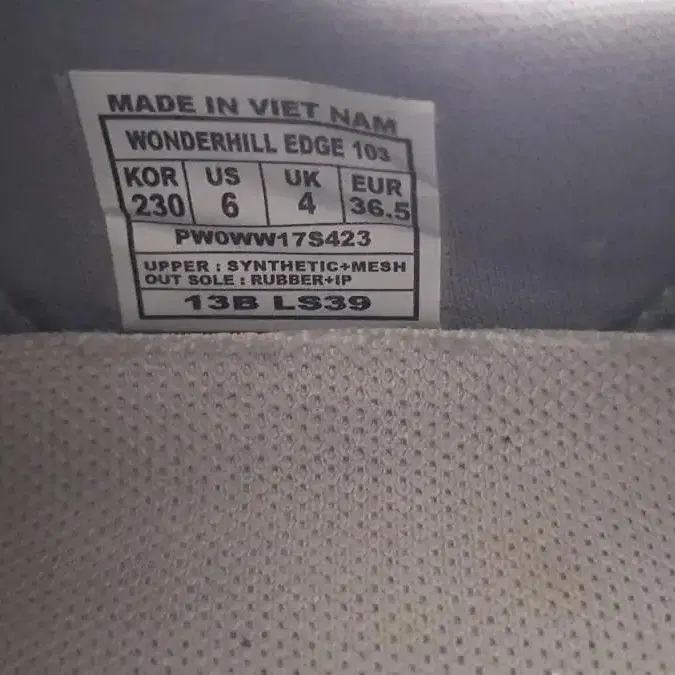 MADE IN VIET NAM
WONDERHILL EDGE 103
KOR US UK EUR
230 6 4 36.5
PW0WW17S423
UPPER : SYNTHETIC+MESH
OUT SOLE : RUBBER+IP
13B LS39